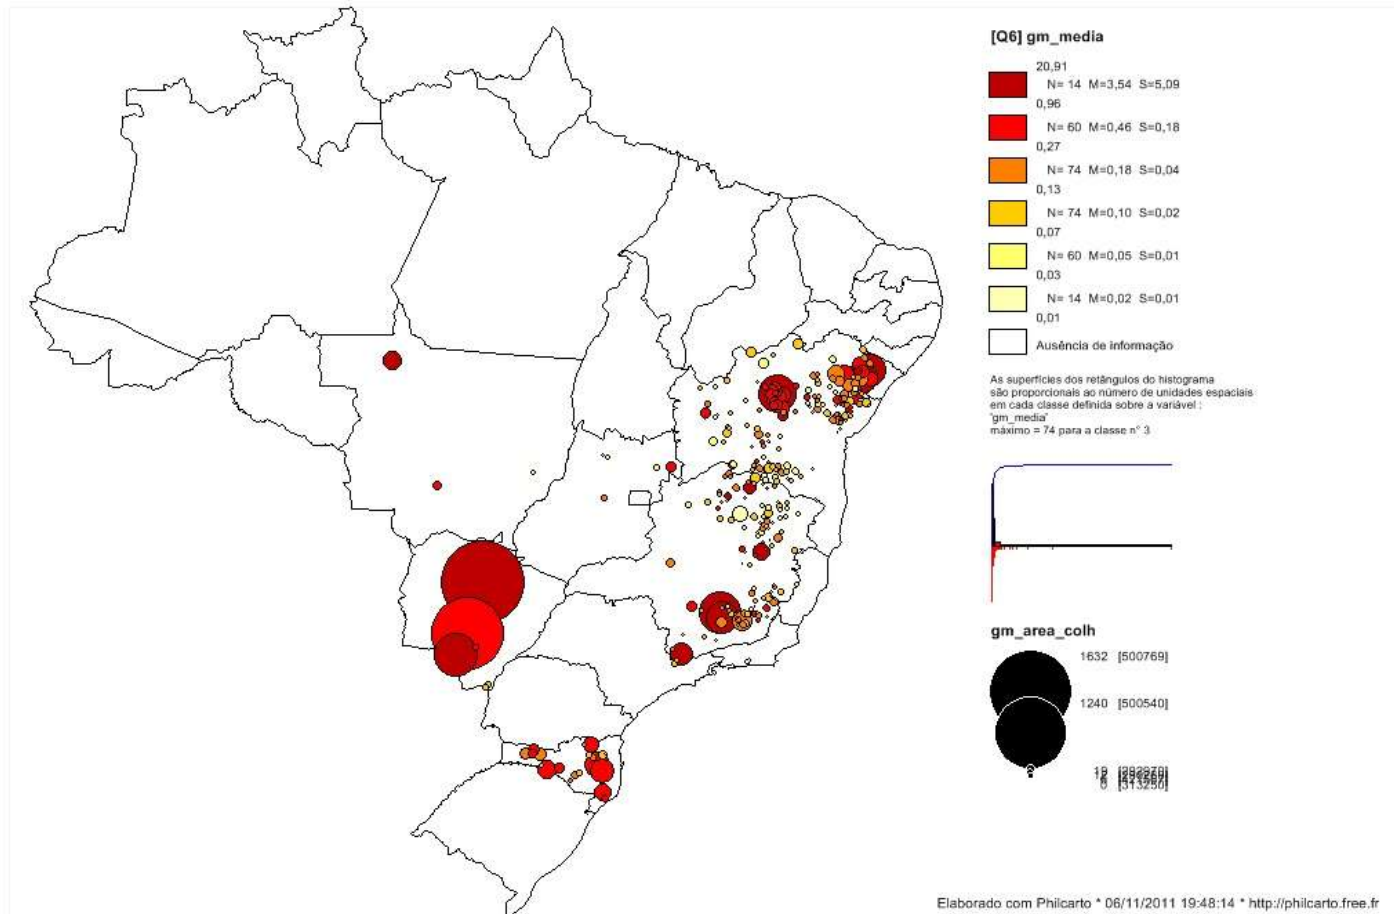 [Q6] gm_media
20,91
N= 14 M=3,54 S=5,09
0,96
N= 60 M=0,46 S=0,18
0,27
N= 74 M=0,18 S=0,04
0,13
N= 74 M=0,10 S=0,02
0,07
N= 60 M=0,05 S=0,01
0,03
N= 14 M=0,02 S=0,01
0,01
Ausência de informação
As superfícies dos retângulos do histograma
são proporcionais ao número de unidades espaciais
em cada classe definida sobre a variável :
'gm_media'
máximo = 74 para a classe n° 3
gm_area_colh
1632 [500769]
1240 [500540]
0 [313250]
Elaborado com Philcarto * 06/11/2011 19:48:14 * http://philcarto.free.fr